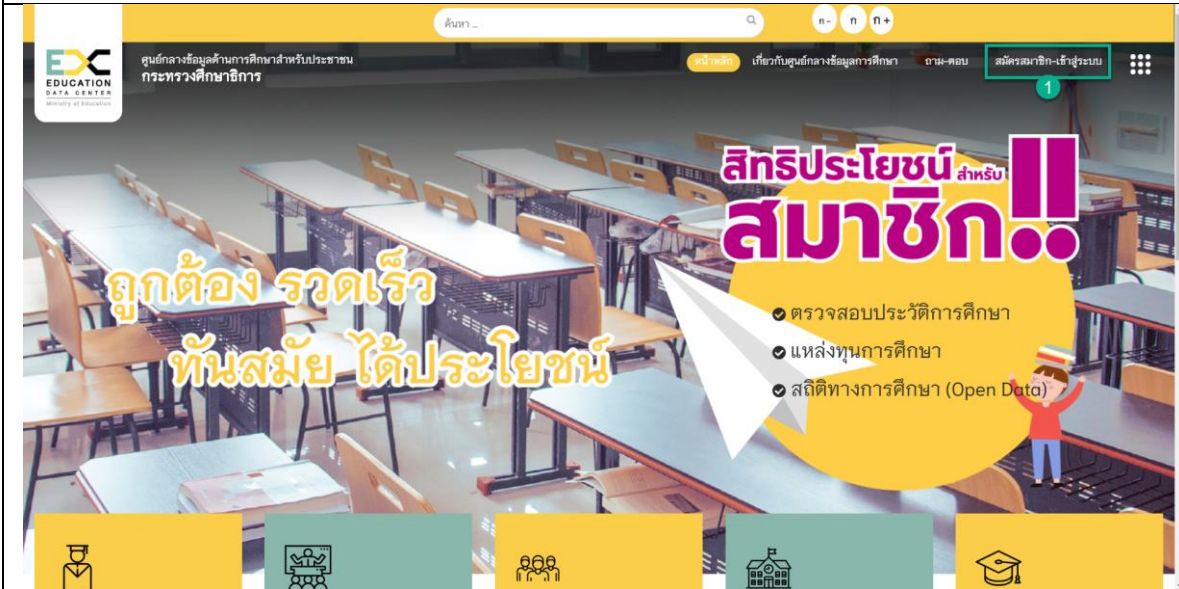 ค้นหา ...
ก- ก ก+
EDC
EDUCATION
DATA CENTER
Ministry of Education
ศูนย์กลางข้อมูลด้านการศึกษาสำหรับประชาชน
กระทรวงศึกษาธิการ
หน้าหลัก เกี่ยวกับศูนย์กลางข้อมูลการศึกษา ถาม-ตอบ สมัครสมาชิก-เข้าสู่ระบบ
1
สิทธิประโยชน์ สำหรับ
สมาชิก!!
ถูกต้อง รวดเร็ว
ทันสมัย ได้ประโยชน์
ตรวจสอบประวัติการศึกษา
แหล่งทุนการศึกษา
สถิติทางการศึกษา (Open Data)